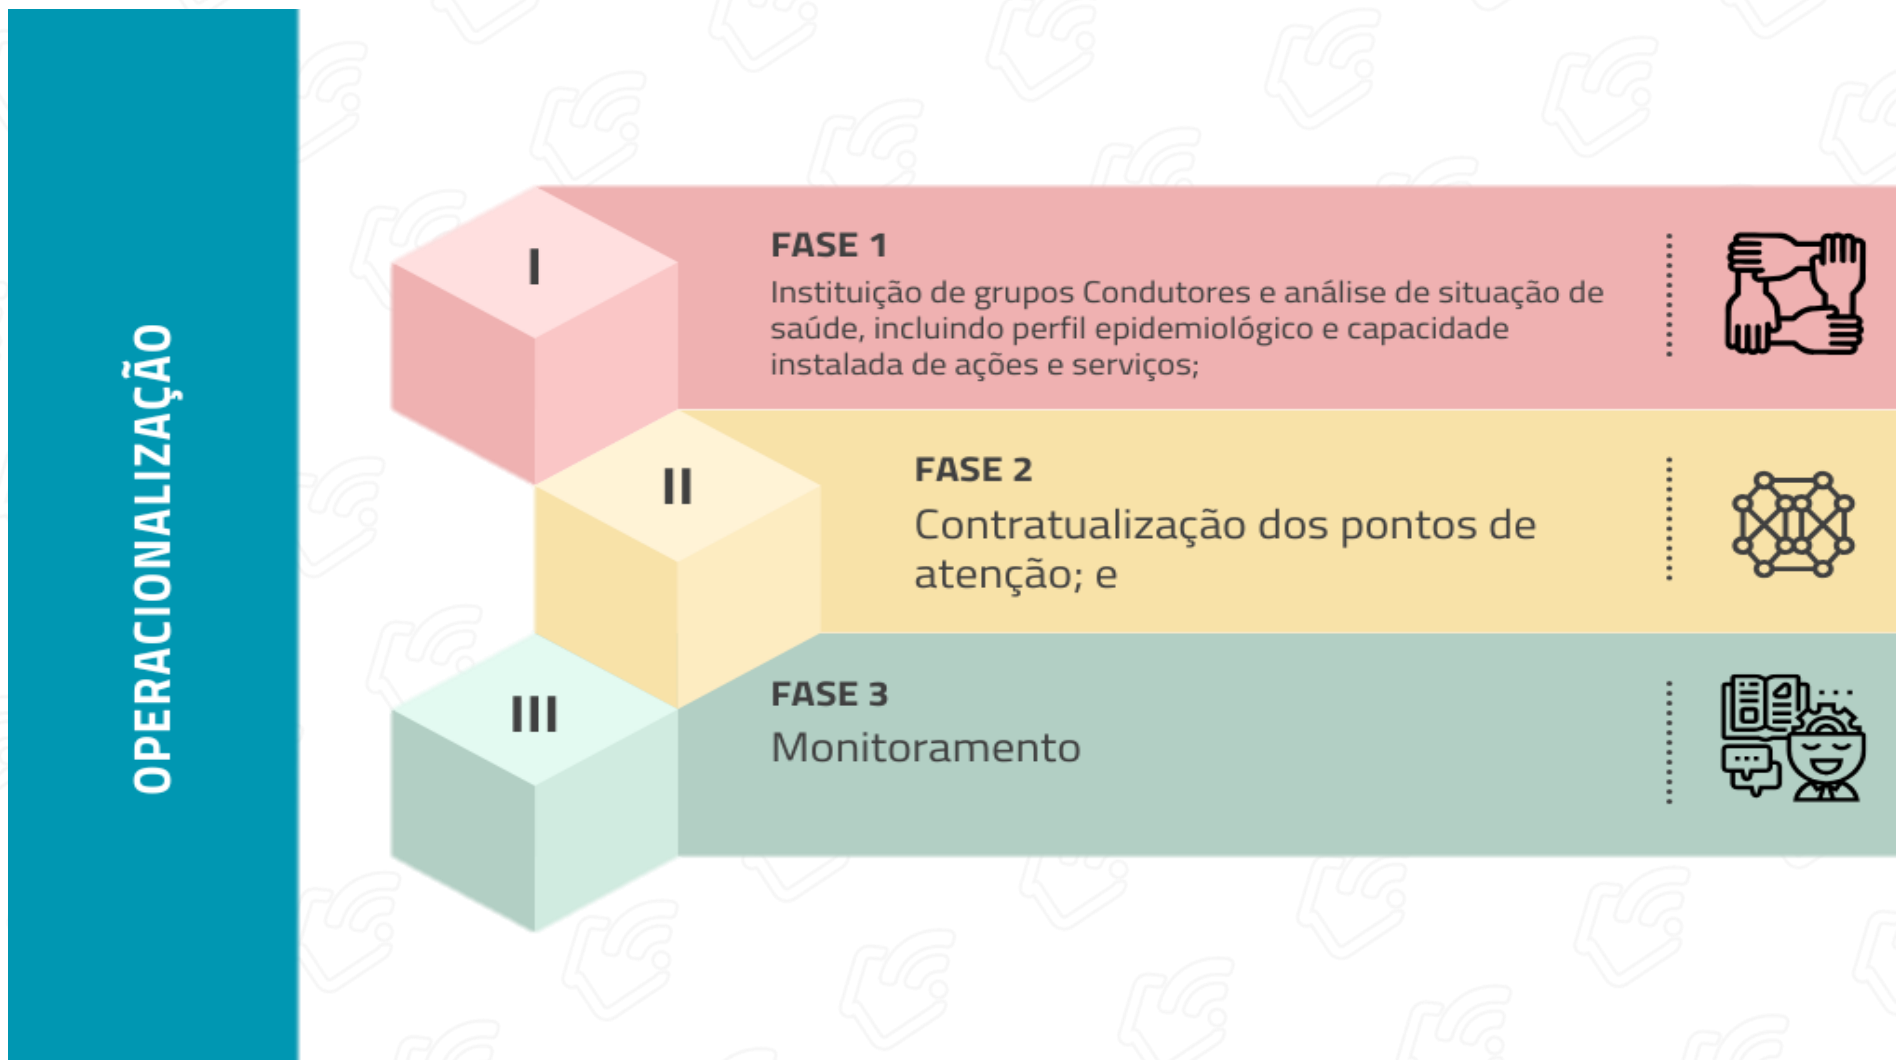 OPERACIONALIZAÇÃO
I
FASE 1
Instituição de grupos Condutores e análise de situação de
saúde, incluindo perfil epidemiológico e capacidade
instalada de ações e serviços;
II
FASE 2
Contratualização dos pontos de
atenção; e
III
FASE 3
Monitoramento